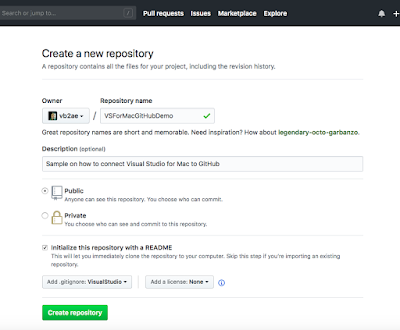 Search or jump to... /
Pull requests Issues Marketplace Explore
Create a new repository
A repository contains all the files for your project, including the revision history.
Owner Repository name
vb2ae / VSForMacGitHubDemo
Great repository names are short and memorable. Need inspiration? How about legendary-octo-garbanzo.
Description (optional)
Sample on how to connect Visual Studio for Mac to GitHub
Public
Anyone can see this repository. You choose who can commit.
Private
You choose who can see and commit to this repository.
Initialize this repository with a README
This will let you immediately clone the repository to your computer. Skip this step if you're importing an existing
repository.
Add .gitignore: VisualStudio Add a license: None
Create repository